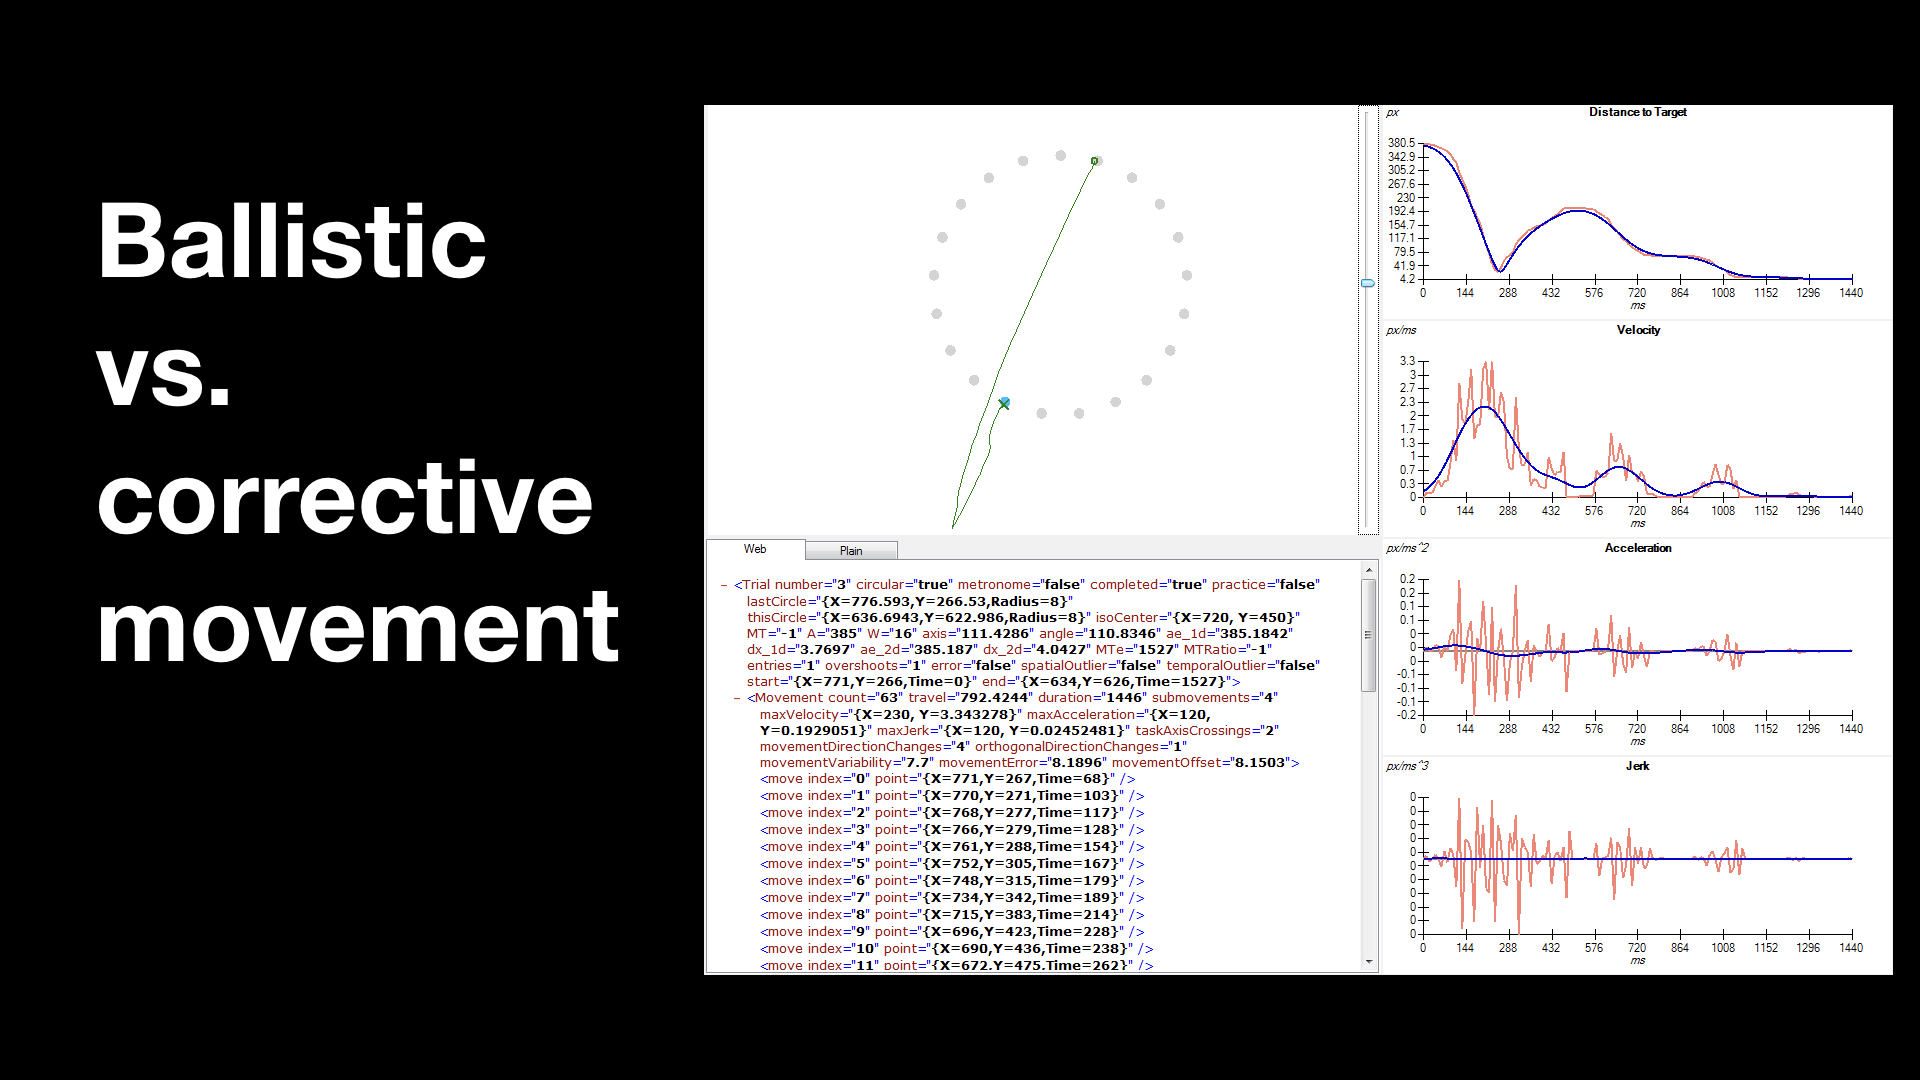 Ballistic
vs.
corrective
movement
Web
Plain
– <Trial number="3" circular="true" metronome="false" completed="true" practice="false"
lastCircle="{X=776.593,Y=266.53,Radius=8}"
thisCircle="{X=636.6943,Y=622.986,Radius=8}" isoCenter="{X=720, Y=450}"
MT="-1" A="385" W="16" axis="111.4286" angle="110.8346" ae_1d="385.1842"
dx_1d="3.7697" ae_2d="385.187" dx_2d="4.0427" MTe="1527" MTRatio="-1"
entries="1" overshoots="1" error="false" spatialOutlier="false" temporalOutlier="false"
start="{X=771,Y=266,Time=0}" end="{X=634,Y=626,Time=1527}">
– <Movement count="63" travel="792.4244" duration="1446" submovements="4"
maxVelocity="{X=230, Y=3.343278}" maxAcceleration="{X=120,
Y=0.1929051}" maxJerk="{X=120, Y=0.02452481}" taskAxisCrossings="2"
movementDirectionChanges="4" orthogonalDirectionChanges="1"
movementVariability="7.7" movementError="8.1896" movementOffset="8.1503">
<move index="0" point="{X=771,Y=267,Time=68}" />
<move index="1" point="{X=770,Y=271,Time=103}" />
<move index="2" point="{X=768,Y=277,Time=117}" />
<move index="3" point="{X=766,Y=279,Time=128}" />
<move index="4" point="{X=761,Y=288,Time=154}" />
<move index="5" point="{X=752,Y=305,Time=167}" />
<move index="6" point="{X=748,Y=315,Time=179}" />
<move index="7" point="{X=734,Y=342,Time=189}" />
<move index="8" point="{X=715,Y=383,Time=214}" />
<move index="9" point="{X=696,Y=423,Time=228}" />
<move index="10" point="{X=690,Y=436,Time=238}" />
<move index="11" point="{X=672,Y=475,Time=262}" />
px
Distance to Target
380.5
342.9
305.2
267.6
230
192.4
154.7
117.1
79.5
41.9
4.2
0 144 288 432 576 720 864 1008 1152 1296 1440
ms
px/ms
Velocity
3.3
3
2.7
2.3
2
1.7
1.3
1
0.7
0.3
0
0 144 288 432 576 720 864 1008 1152 1296 1440
ms
px/ms^2
Acceleration
0.2
0.2
0.1
0.1
0
0
0
-0.1
-0.1
-0.1
-0.2
0 144 288 432 576 720 864 1008 1152 1296 1440
ms
px/ms^3
Jerk
0
0
0
0
0
0
0
0
0
0
0
0 144 288 432 576 720 864 1008 1152 1296 1440
ms